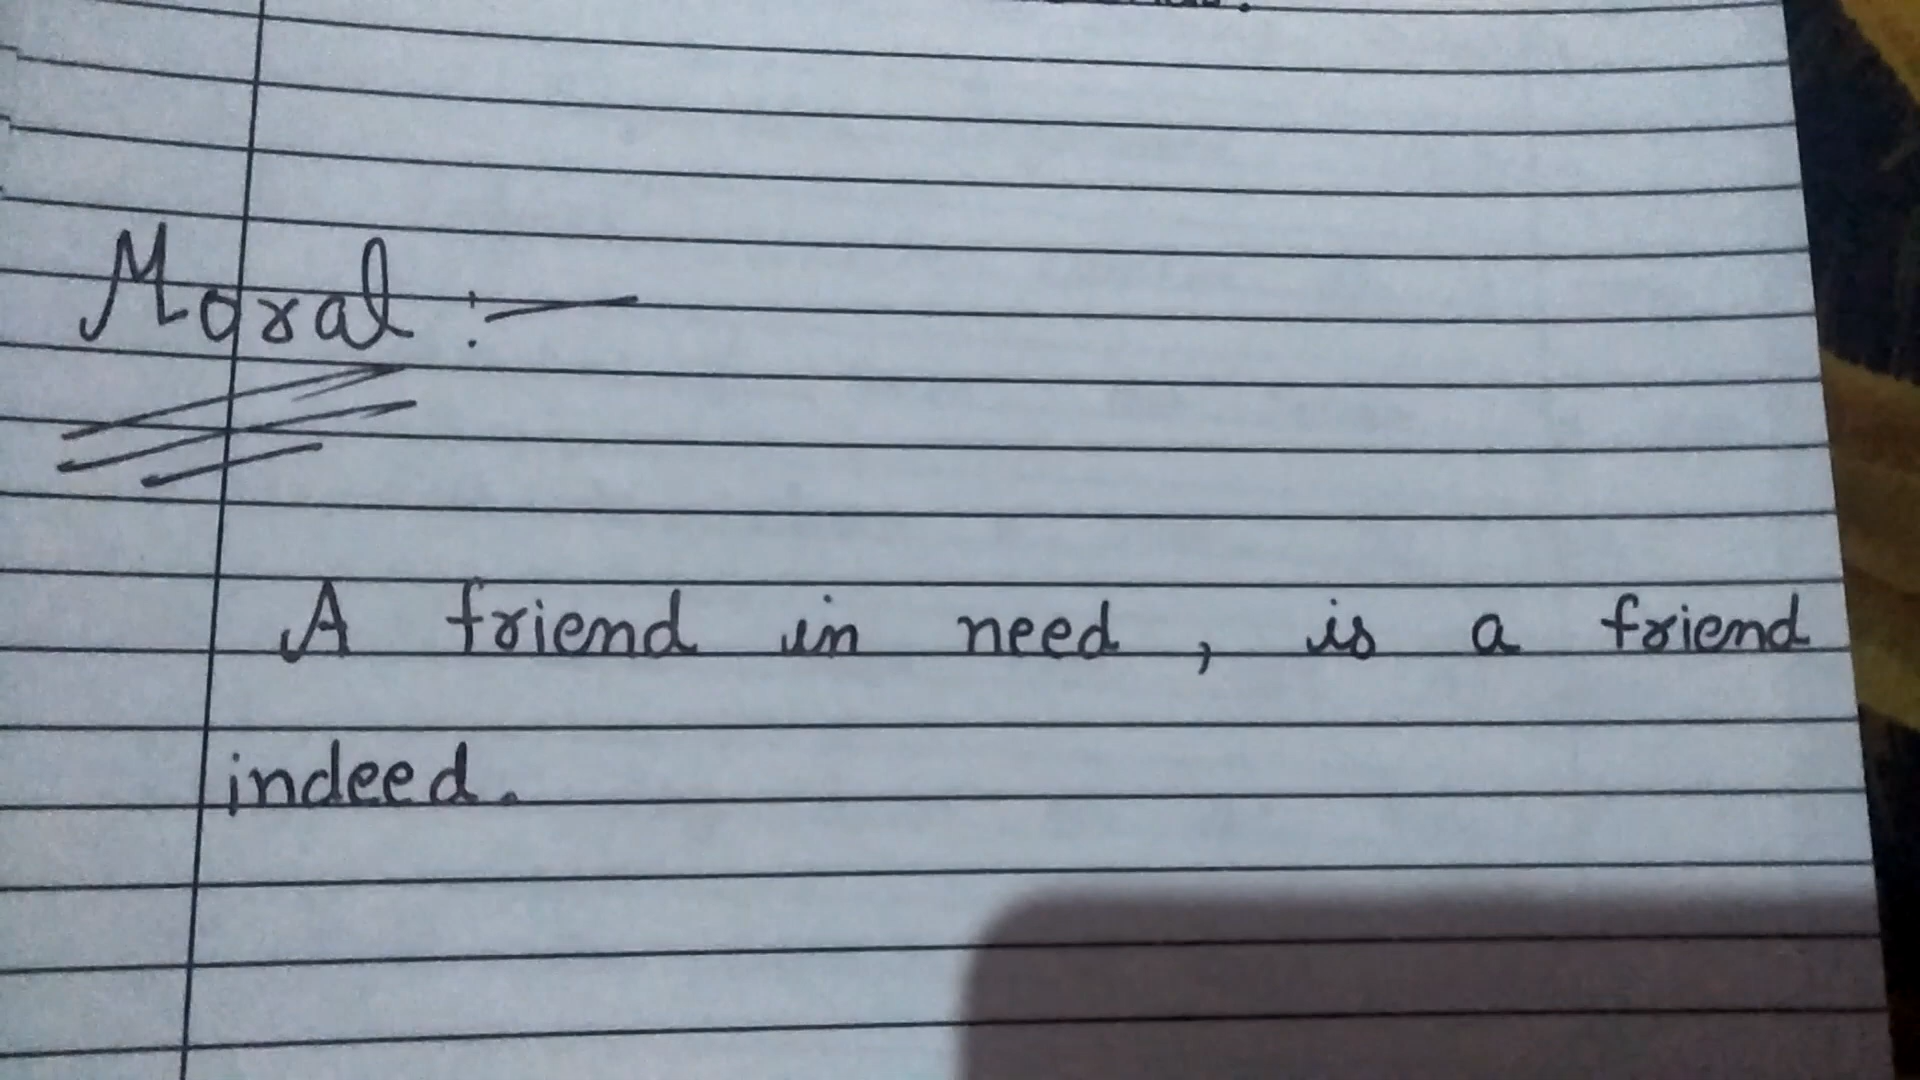 Moral :-
A friend in need , is a friend
indeed.